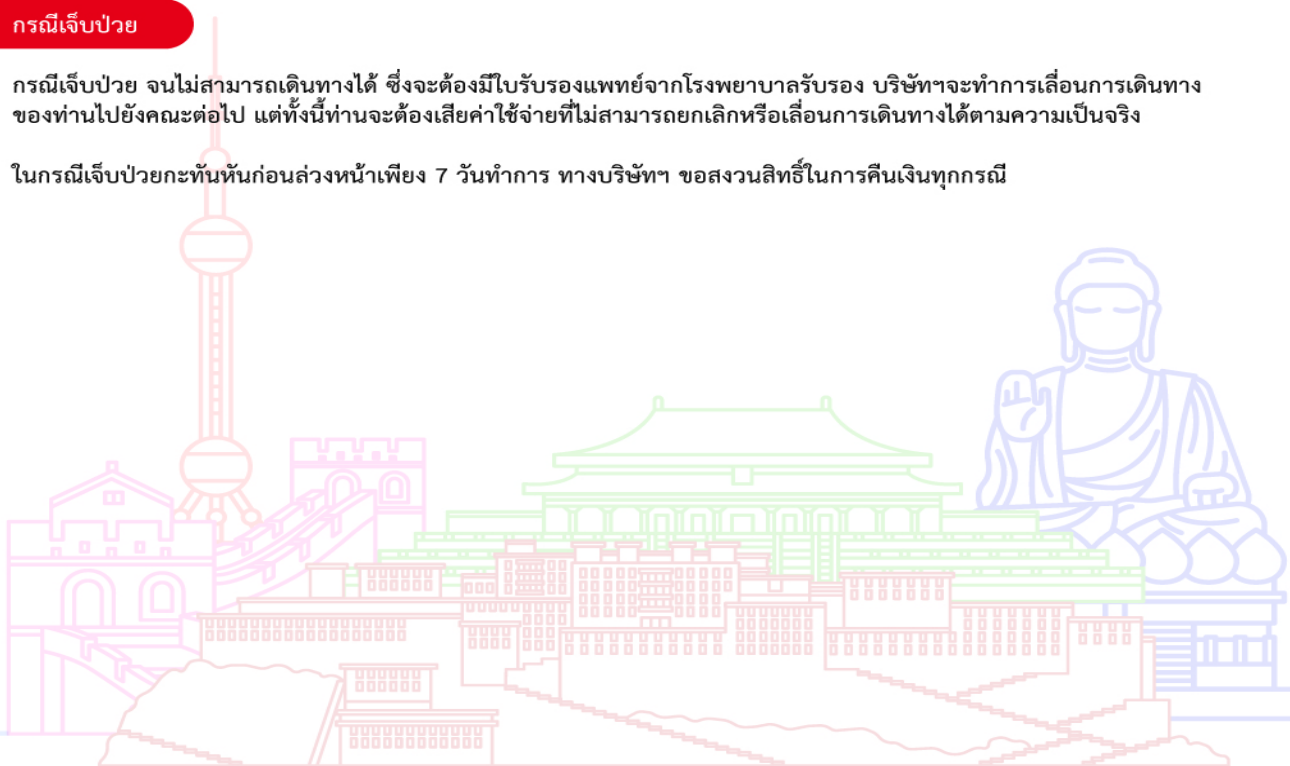 กรณีเจ็บป่วย
กรณีเจ็บป่วย จนไม่สามารถเดินทางได้ ซึ่งจะต้องมีใบรับรองแพทย์จากโรงพยาบาลรับรอง บริษัทฯจะทำการเลื่อนการเดินทาง
ของท่านไปยังคณะต่อไป แต่ทั้งนี้ท่านจะต้องเสียค่าใช้จ่ายที่ไม่สามารถยกเลิกหรือเลื่อนการเดินทางได้ตามความเป็นจริง
ในกรณีเจ็บป่วยกะทันหันก่อนล่วงหน้าเพียง 7 วันทำการ ทางบริษัทฯ ขอสงวนสิทธิ์ในการคืนเงินทุกกรณี